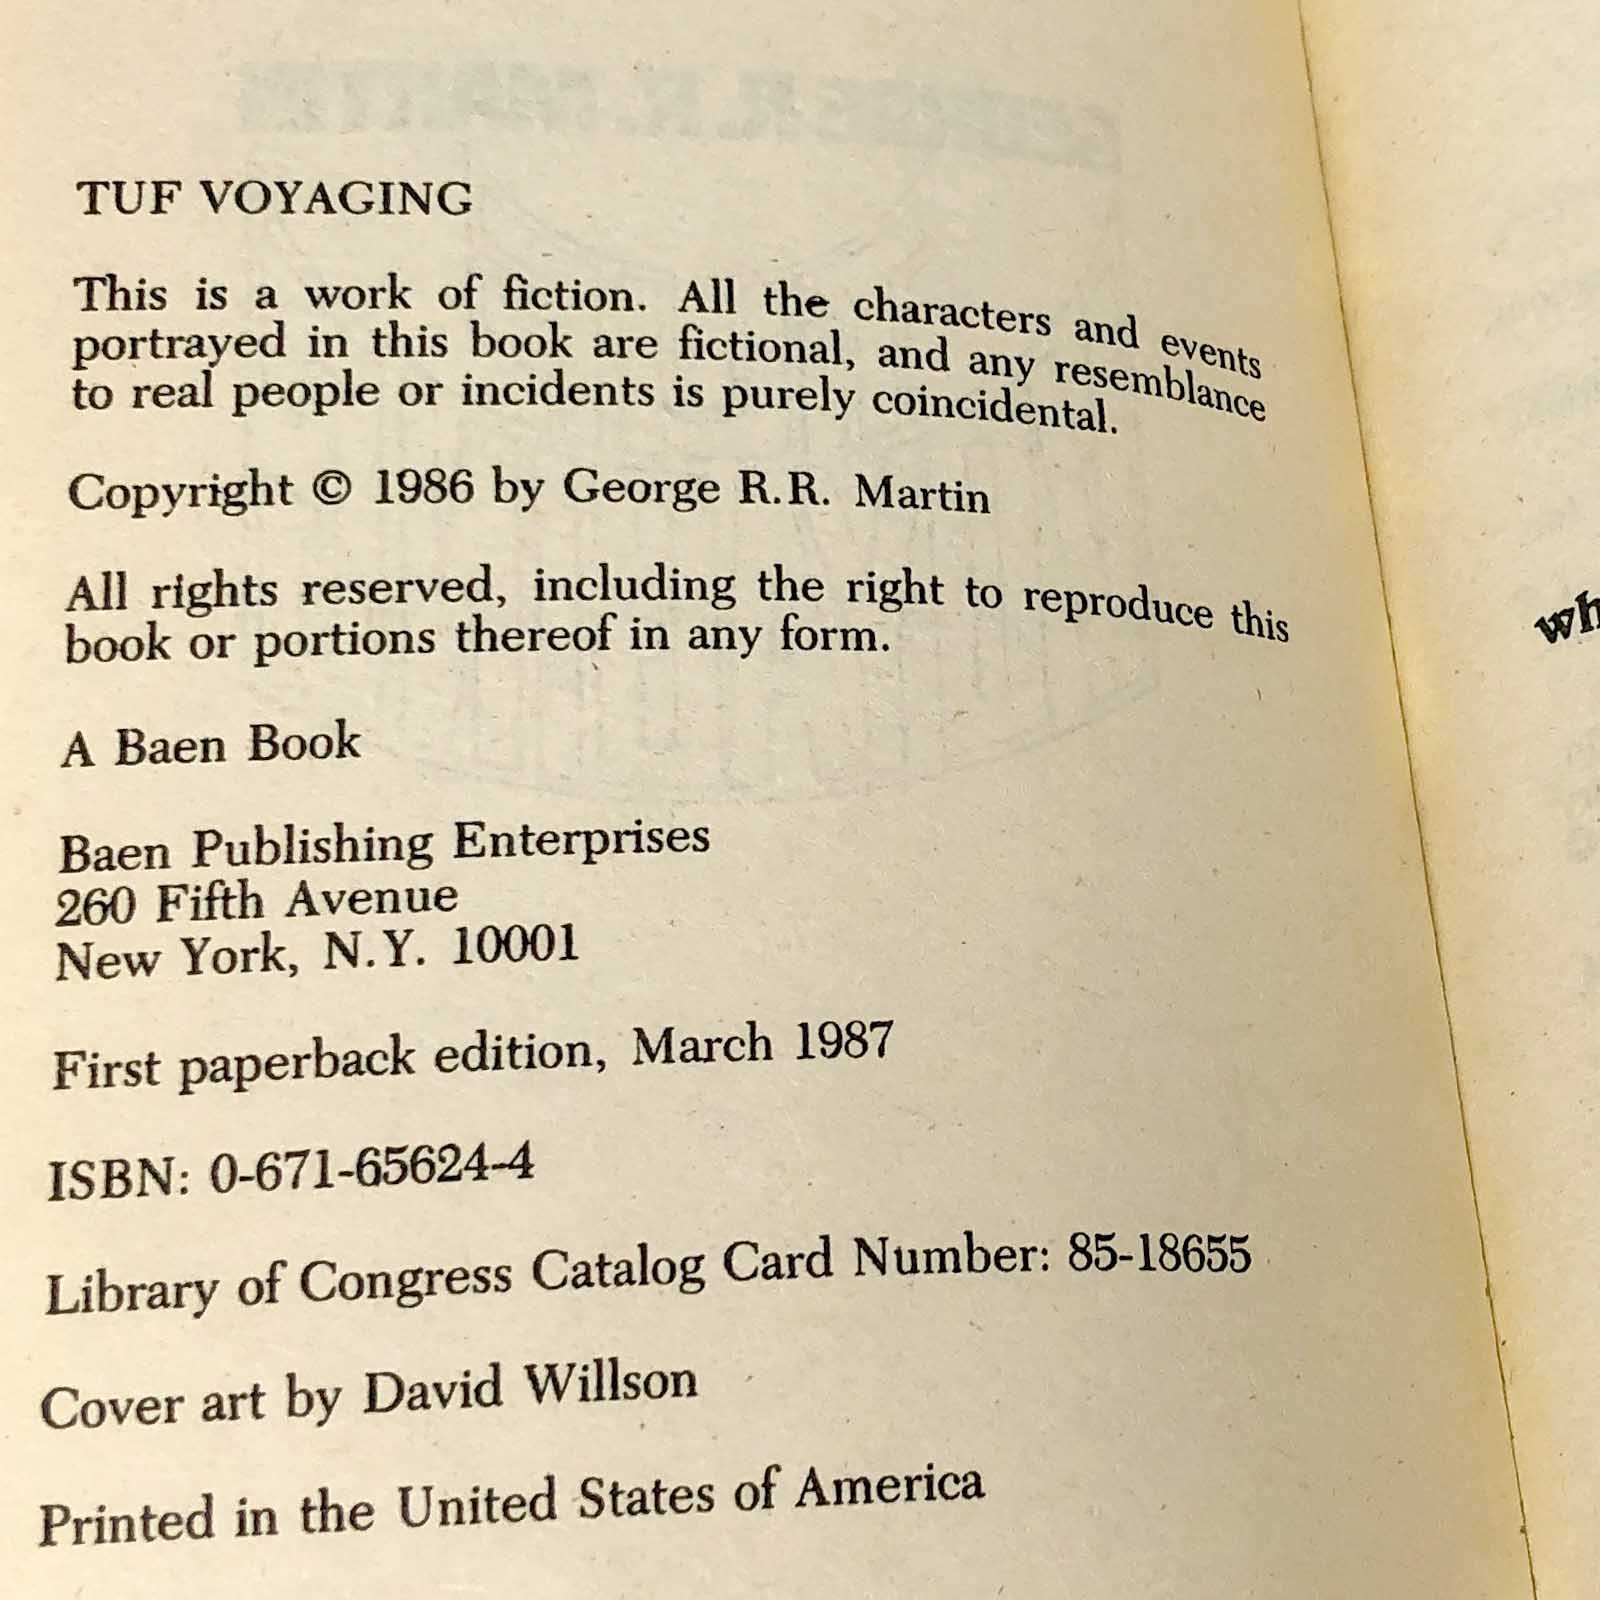 TUF VOYAGING
This is a work of fiction. All the characters and events
portrayed in this book are fictional, and any resemblance
to real people or incidents is purely coincidental.
Copyright © 1986 by George R.R. Martin
All rights reserved, including the right to reproduce this
book or portions thereof in any form.
A Baen Book
Baen Publishing Enterprises
260 Fifth Avenue
New York, N.Y. 10001
First paperback edition, March 1987
ISBN: 0-671-65624-4
Library of Congress Catalog Card Number: 85-18655
Cover art by David Willson
Printed in the United States of America